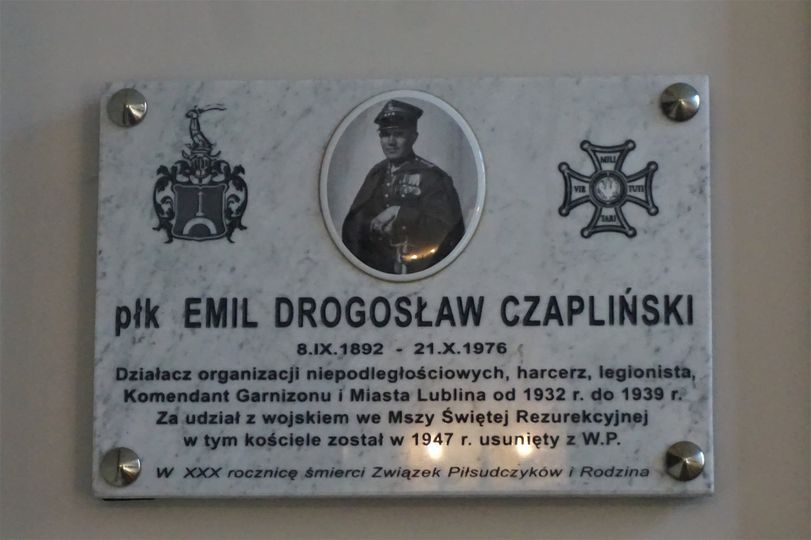 MILI
VIR TUTI
TARI
płk EMIL DROGOSŁAW CZAPLIŃSKI
8.IX.1892 - 21.X.1976
Działacz organizacji niepodległościowych, harcerz, legionista,
Komendant Garnizonu i Miasta Lublina od 1932 r. do 1939 r.
Za udział z wojskiem we Mszy Świętej Rezurekcyjnej
w tym kościele został w 1947 r. usunięty z W.P.
W XXX rocznicę śmierci Związek Piłsudczyków i Rodzina